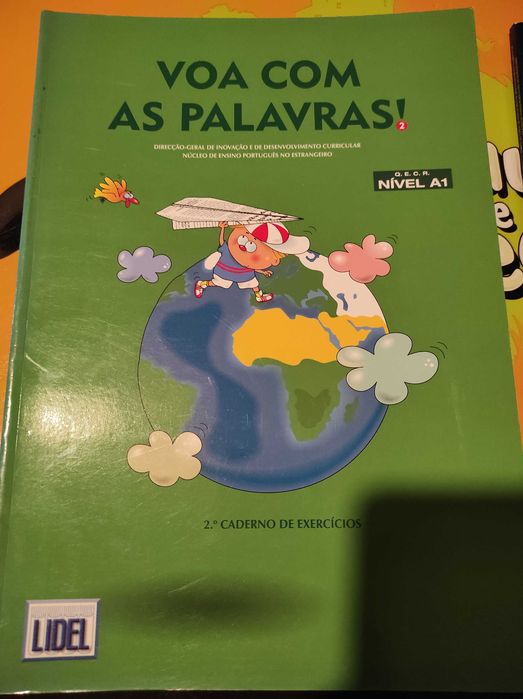 VOA COM
AS PALAVRAS!
2
DIRECÇÃO-GERAL DE INOVAÇÃO E DE DESENVOLVIMENTO CURRICULAR
NÚCLEO DE ENSINO PORTUGUÊS NO ESTRANGEIRO
Q. E. C. R.
NÍVEL A1
2.º CADERNO DE EXERCÍCIOS
LIDEL